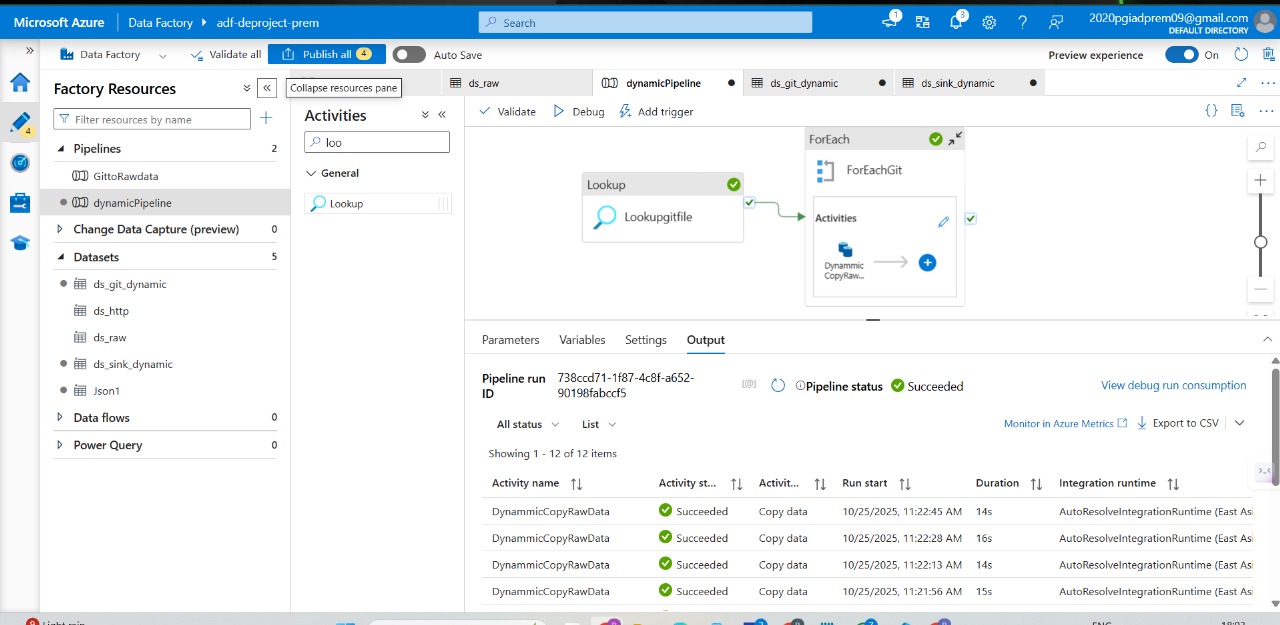 Microsoft Azure
Data Factory
adf-deproject-prem
Search
1
3
2020pgiadprem09@gmail.com
DEFAULT DIRECTORY
Data Factory
Validate all
Publish all 4
Auto Save
Preview experience
On
Factory Resources
Collapse resources pane
Filter resources by name
4
Pipelines 2
GittoRawdata
dynamicPipeline
Change Data Capture (preview) 0
Datasets 5
ds_git_dynamic
ds_http
ds_raw
ds_sink_dynamic
Json1
Data flows 0
Power Query 0
Activities
loo
General
Lookup
ds_raw
dynamicPipeline
ds_git_dynamic
ds_sink_dynamic
Validate
Debug
Add trigger
Lookup
Lookupgitfile
ForEach
ForEachGit
Activities
Dynammic
CopyRaw...
Parameters
Variables
Settings
Output
Pipeline run ID
738ccd71-1f87-4c8f-a652-
90198fabccf5
Pipeline status
Succeeded
View debug run consumption
All status
List
Monitor in Azure Metrics
Export to CSV
Showing 1 - 12 of 12 items
Activity name Activity st... Activit... Run start Duration Integration runtime
DynammicCopyRawData Succeeded Copy data 10/25/2025, 11:22:45 AM 14s AutoResolveIntegrationRuntime (East Asi
DynammicCopyRawData Succeeded Copy data 10/25/2025, 11:22:28 AM 16s AutoResolveIntegrationRuntime (East Asi
DynammicCopyRawData Succeeded Copy data 10/25/2025, 11:22:13 AM 14s AutoResolveIntegrationRuntime (East Asi
DynammicCopyRawData Succeeded Copy data 10/25/2025, 11:21:56 AM 15s AutoResolveIntegrationRuntime (East Asi